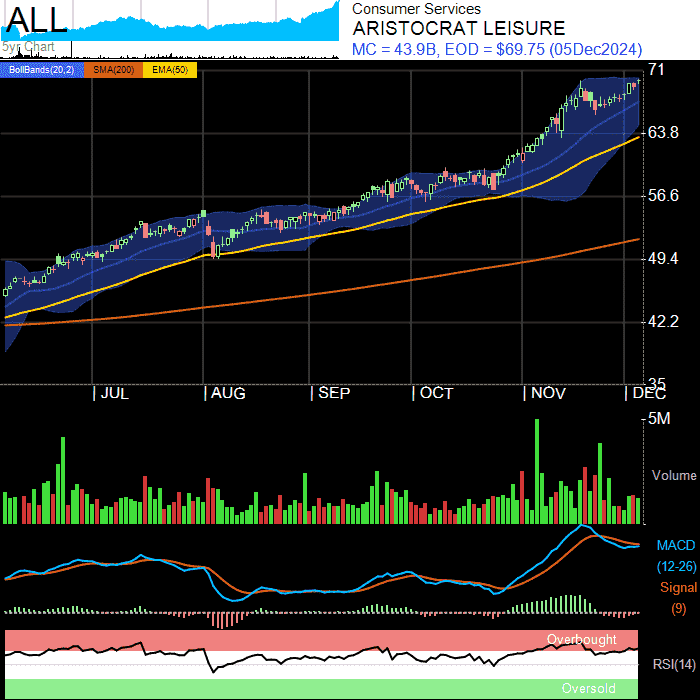 ALL
5yr Chart
Consumer Services
ARISTOCRAT LEISURE
MC = 43.9B, EOD = $69.75 (05Dec2024)
BollBands(20,2) SMA(200) EMA(50)
71
63.8
56.6
49.4
42.2
35
JUL AUG SEP OCT NOV DEC
5M
Volume
MACD
(12-26)
Signal
(9)
Overbought
RSI(14)
Oversold